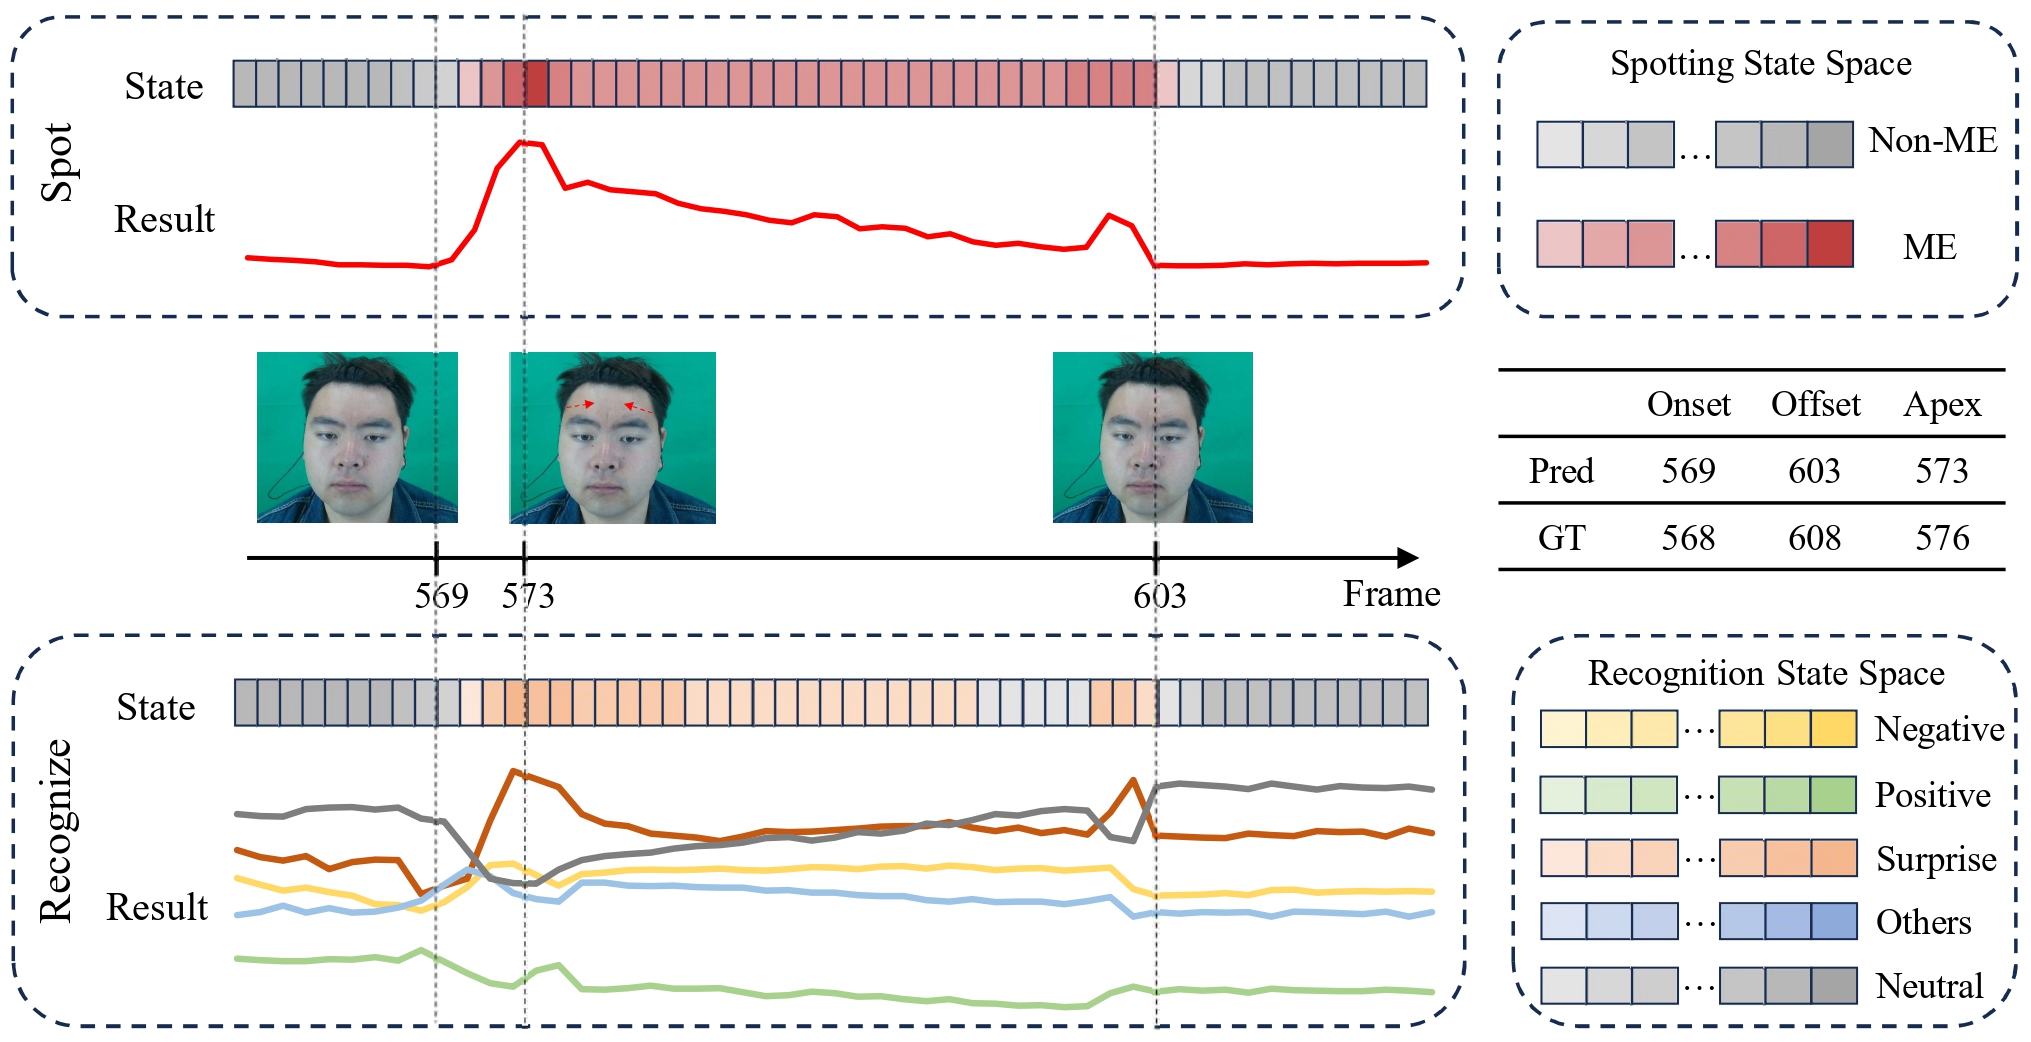 Spot
State
Result
Spotting State Space
... Non-ME
... ME
Onset Offset Apex
Pred 569 603 573
GT 568 608 576
569 573 603 Frame
Recognize
State
Result
Recognition State Space
... Negative
... Positive
... Surprise
... Others
... Neutral